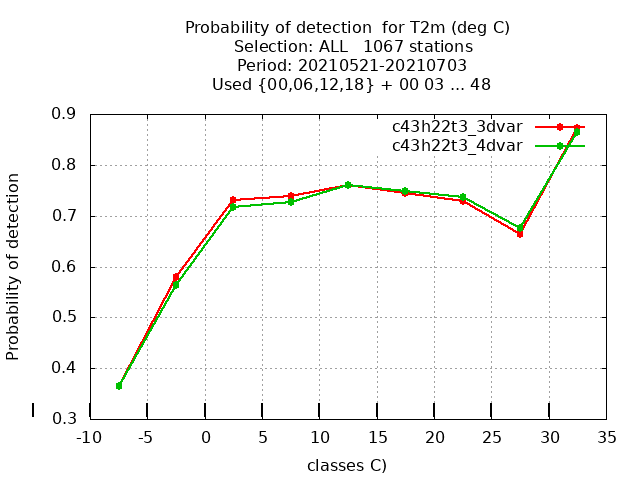 Probability of detection  for T2m (deg C)
Selection: ALL   1067 stations
Period: 20210521-20210703
Used {00,06,12,18} + 00 03 ... 48
c43h22t3_3dvar
c43h22t3_4dvar
Probability of detection
0.9
0.8
0.7
0.6
0.5
0.4
0.3
-10 -5 0 5 10 15 20 25 30 35
classes C)